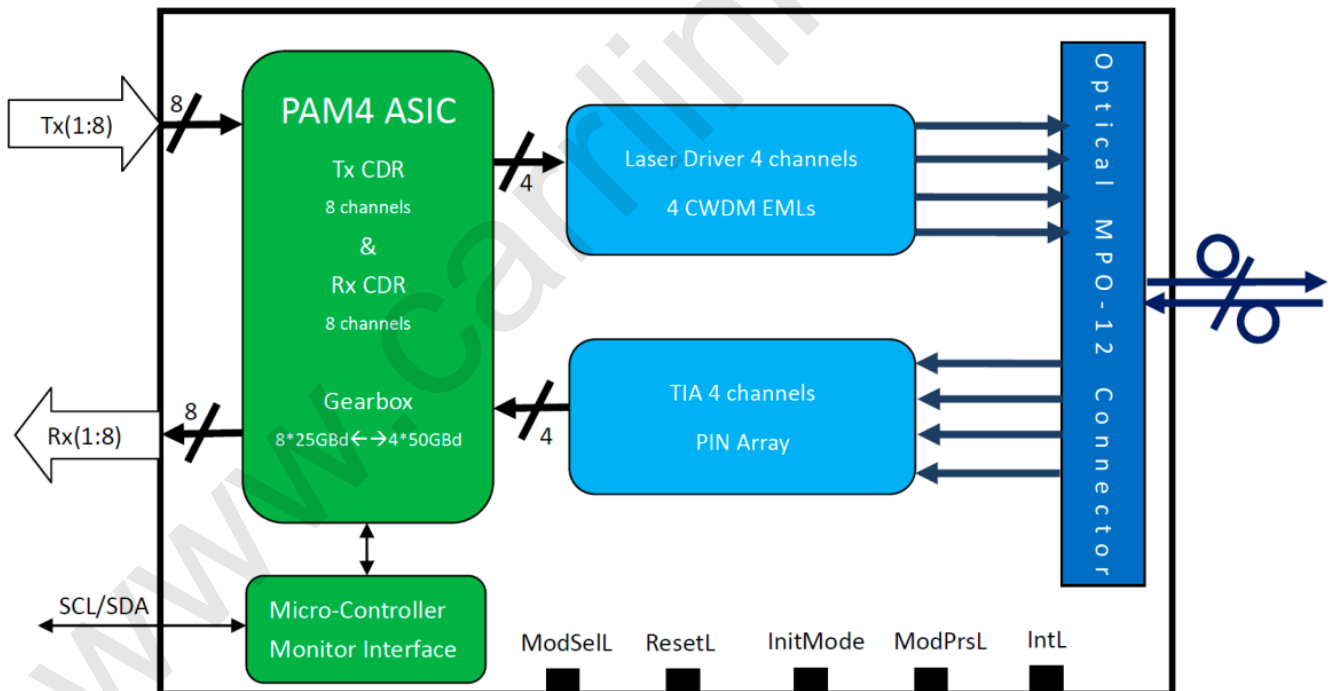 Tx(1:8)
8
PAM4 ASIC
Tx CDR
8 channels
&
Rx CDR
8 channels
Gearbox
8*25GBd←→4*50GBd
4
Laser Driver 4 channels
4 CWDM EMLs
Optical MPO-12 Connector
TIA 4 channels
PIN Array
4
8
Rx(1:8)
SCL/SDA
Micro-Controller
Monitor Interface
ModSelL
ResetL
InitMode
ModPrsL
IntL
www.carlin